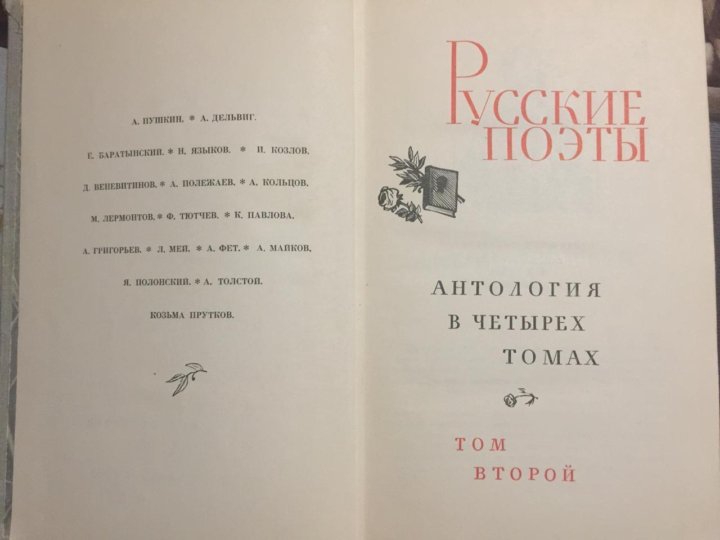 А. ПУШКИН. * А. ДЕЛЬВИГ.
Е. БАРАТЫНСКИЙ. * Н. ЯЗЫКОВ. * И. КОЗЛОВ.
Д. ВЕНЕВИТИНОВ. * А. ПОЛЕЖАЕВ. * А. КОЛЬЦОВ.
М. ЛЕРМОНТОВ. * Ф. ТЮТЧЕВ. * К. ПАВЛОВА.
А. ГРИГОРЬЕВ. * Л. МЕЙ. * А. ФЕТ. * А. МАЙКОВ.
Я. ПОЛОНСКИЙ. * А. ТОЛСТОЙ.
КОЗЬМА ПРУТКОВ.
РУССКИЕ
ПОЭТЫ
АНТОЛОГИЯ
В ЧЕТЫРЕХ
ТОМАХ
ТОМ
ВТОРОЙ